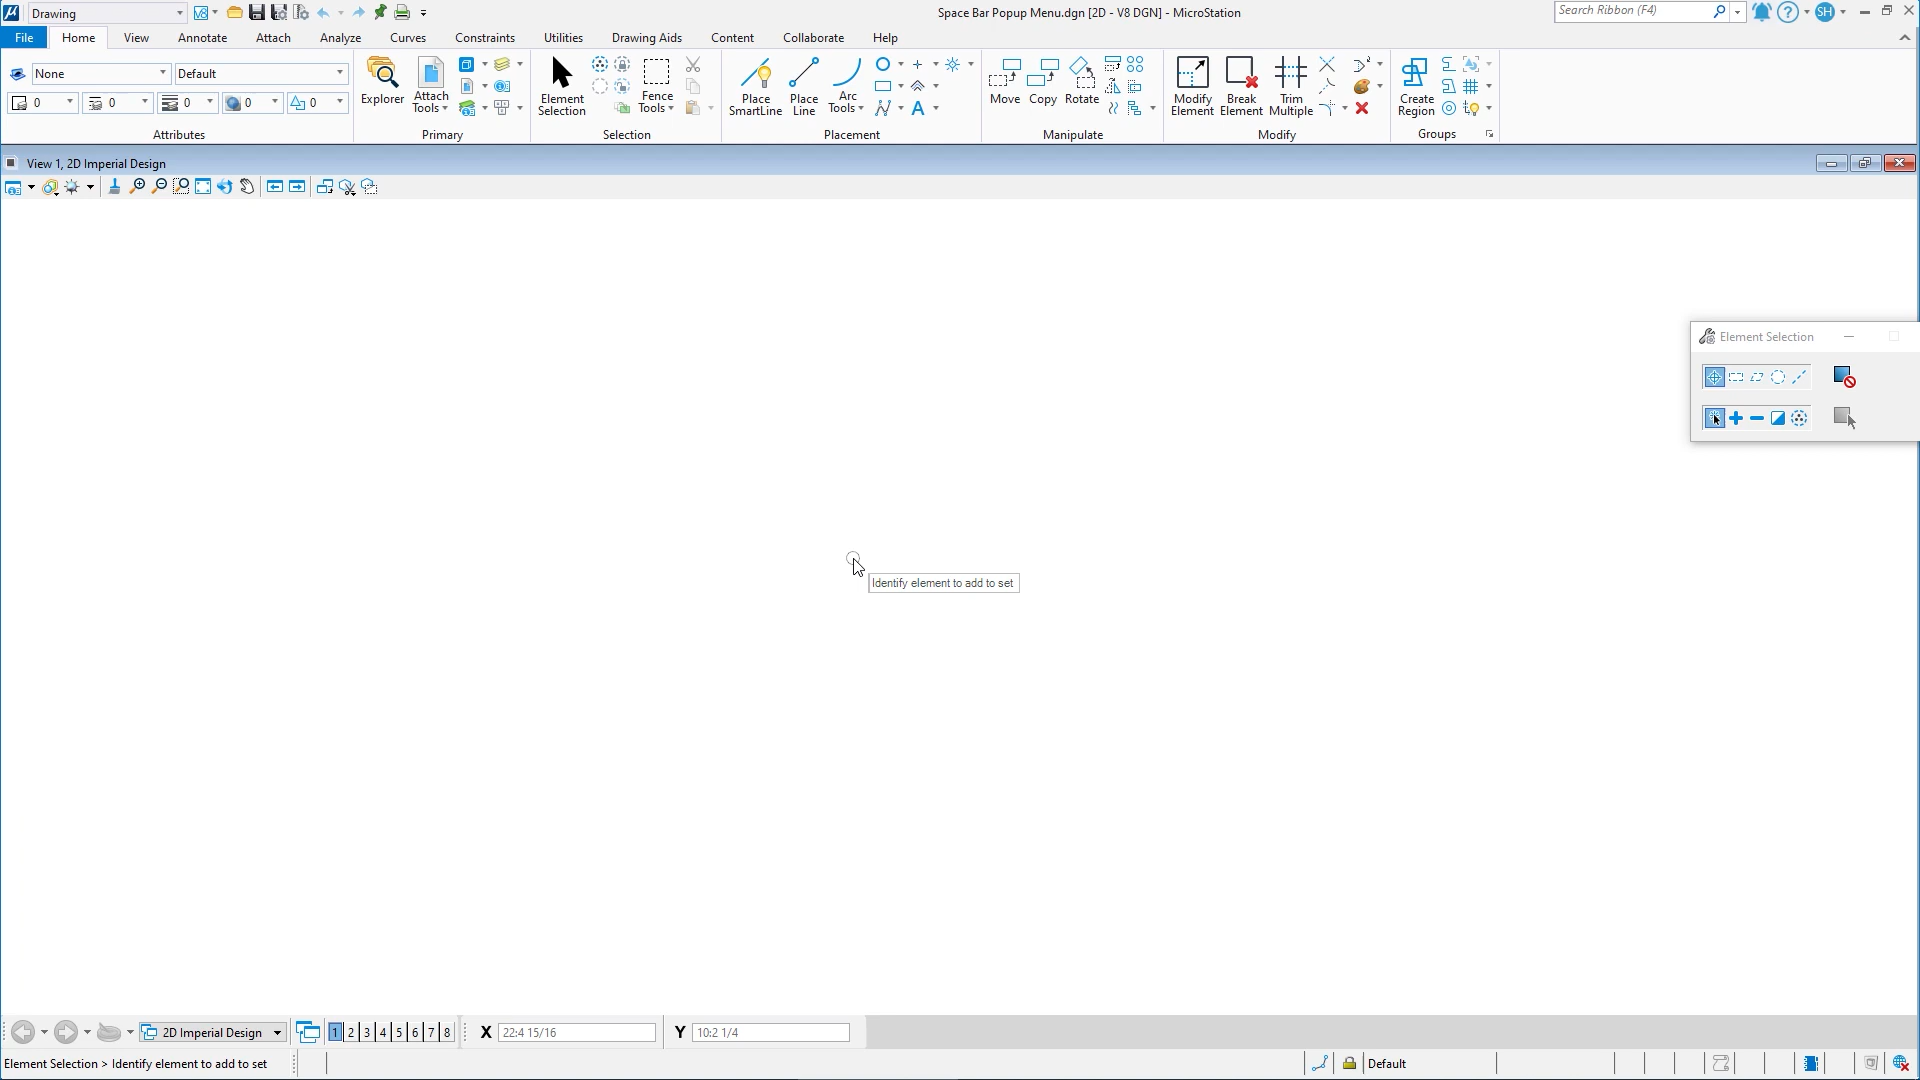 Drawing
Space Bar Popup Menu.dgn [2D - V8 DGN] - MicroStation
Search Ribbon (F4)
SH
File Home View Annotate Attach Analyze Curves Constraints Utilities Drawing Aids Content Collaborate Help
None Default
0 0 0 0 0
Explorer
Attach Tools
Element Selection
Fence Tools
Place SmartLine
Place Line
Arc Tools
Move Copy Rotate
Modify Element
Break Element
Trim Multiple
Create Region
Attributes Primary Selection Placement Manipulate Modify Groups
View 1, 2D Imperial Design
Element Selection
Identify element to add to set
2D Imperial Design 1 2 3 4 5 6 7 8 X 22:4 15/16 Y 10:2 1/4
Element Selection > Identify element to add to set Default